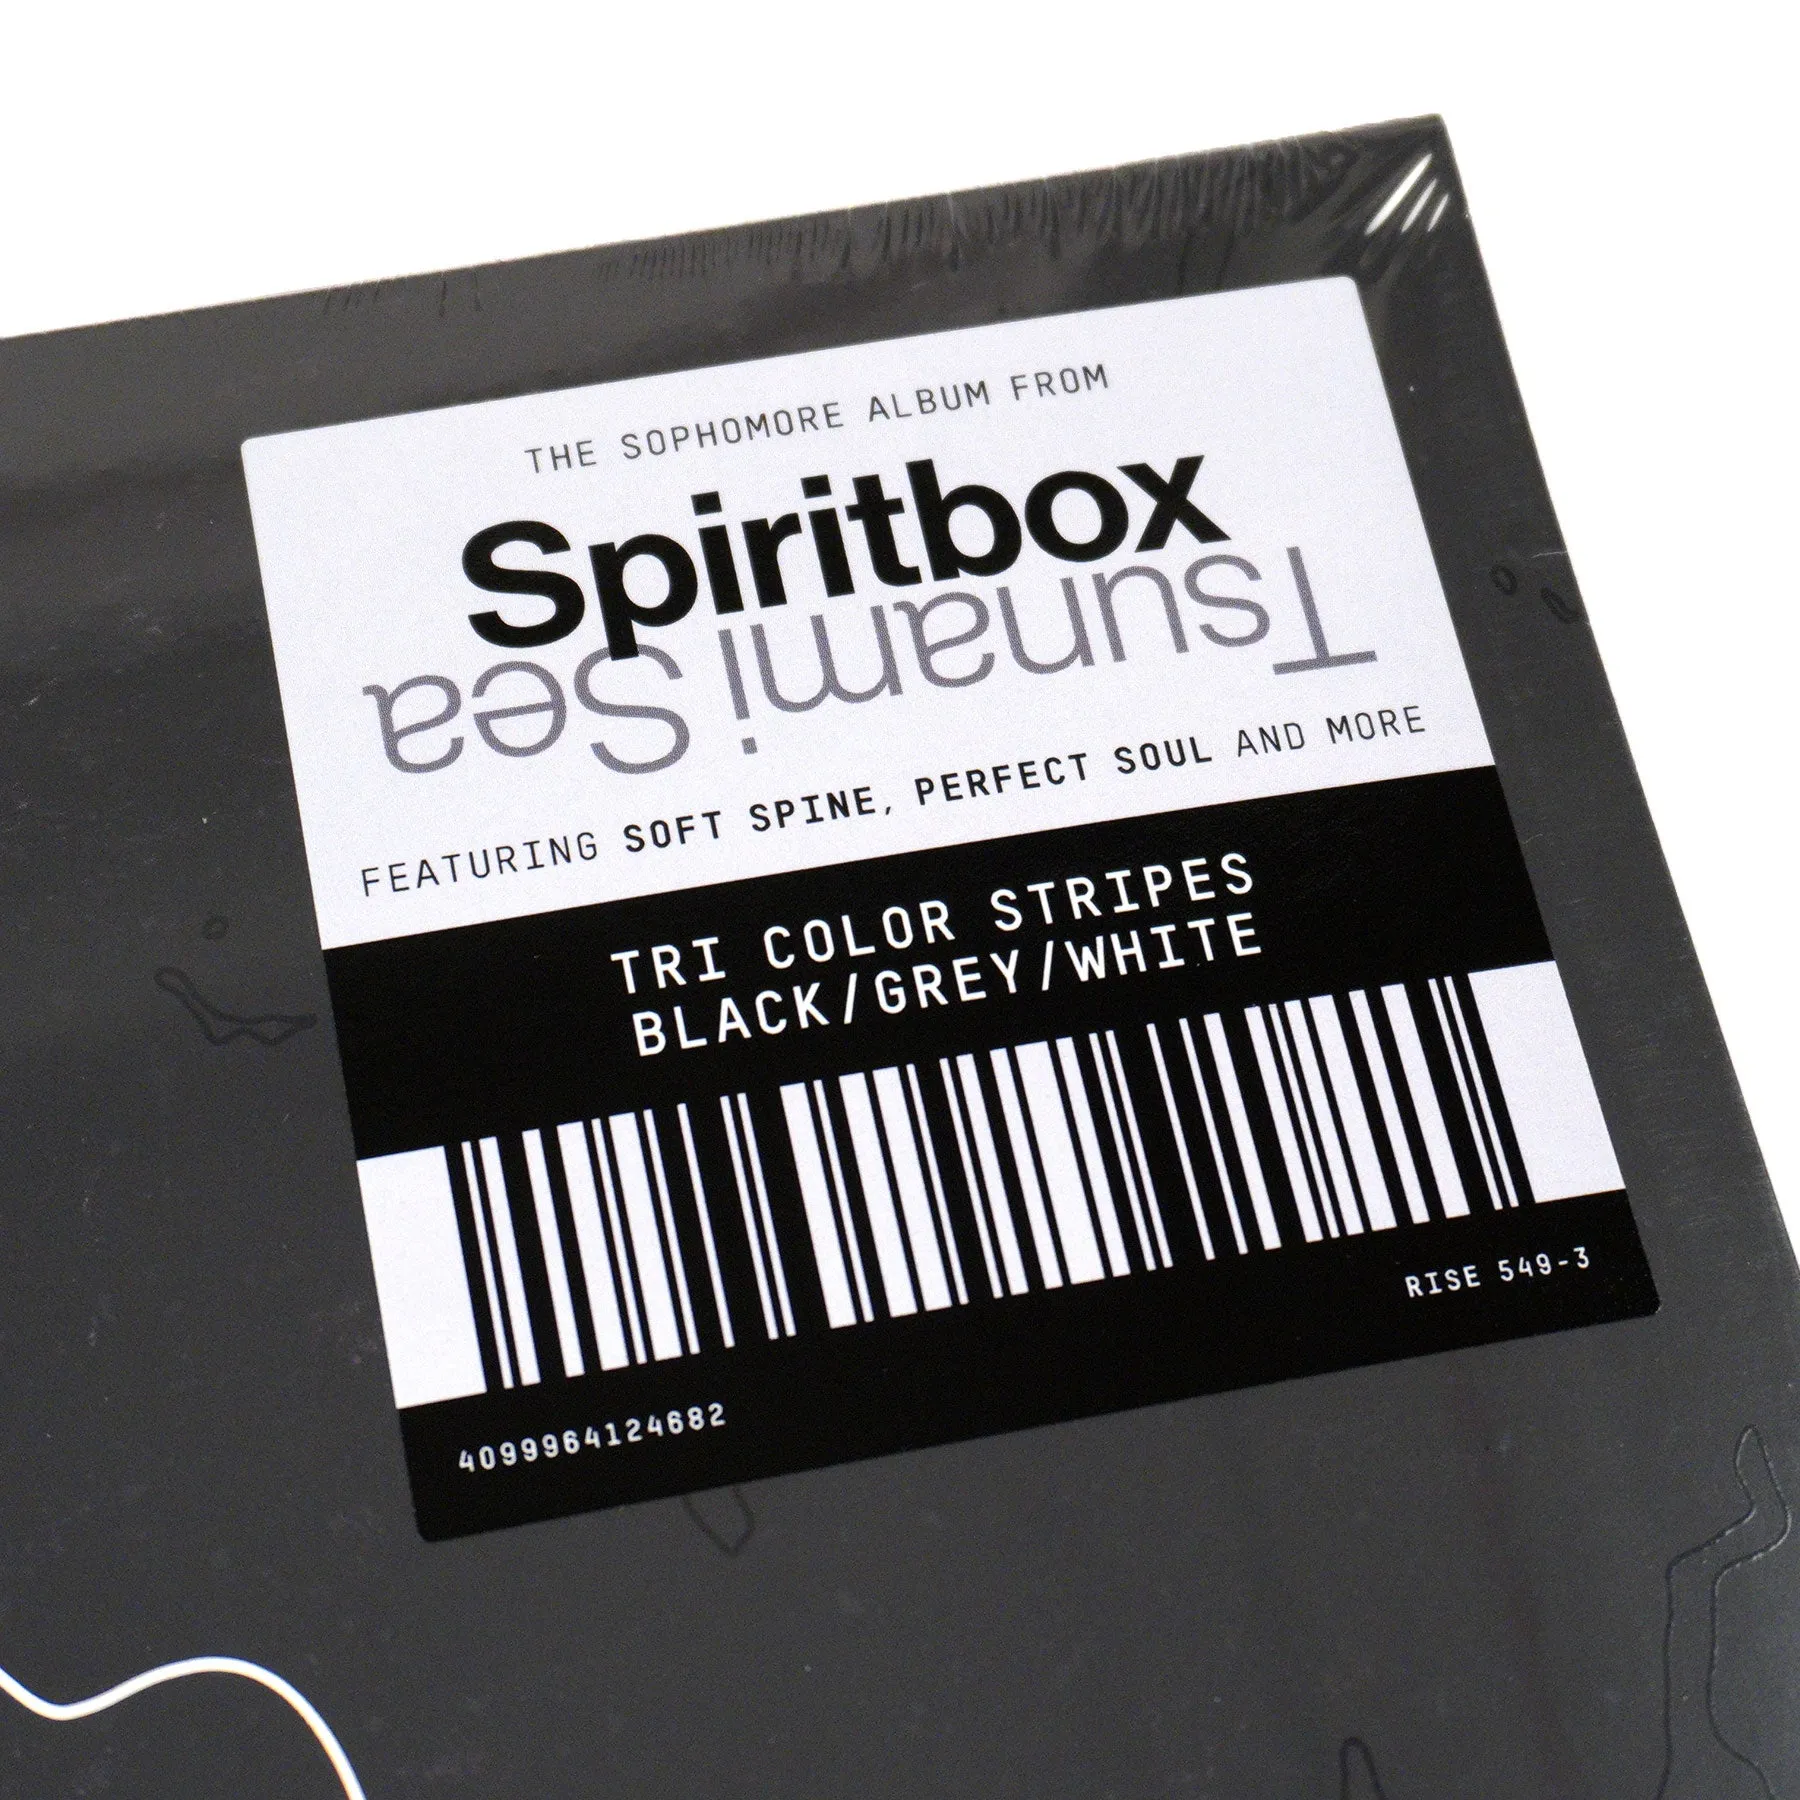 THE SOPHOMORE ALBUM FROM
Spiritbox
Tsunami Sea
FEATURING SOFT SPINE, PERFECT SOUL AND MORE
TRI COLOR STRIPES
BLACK/GREY/WHITE
RISE 549-3
4099964124682